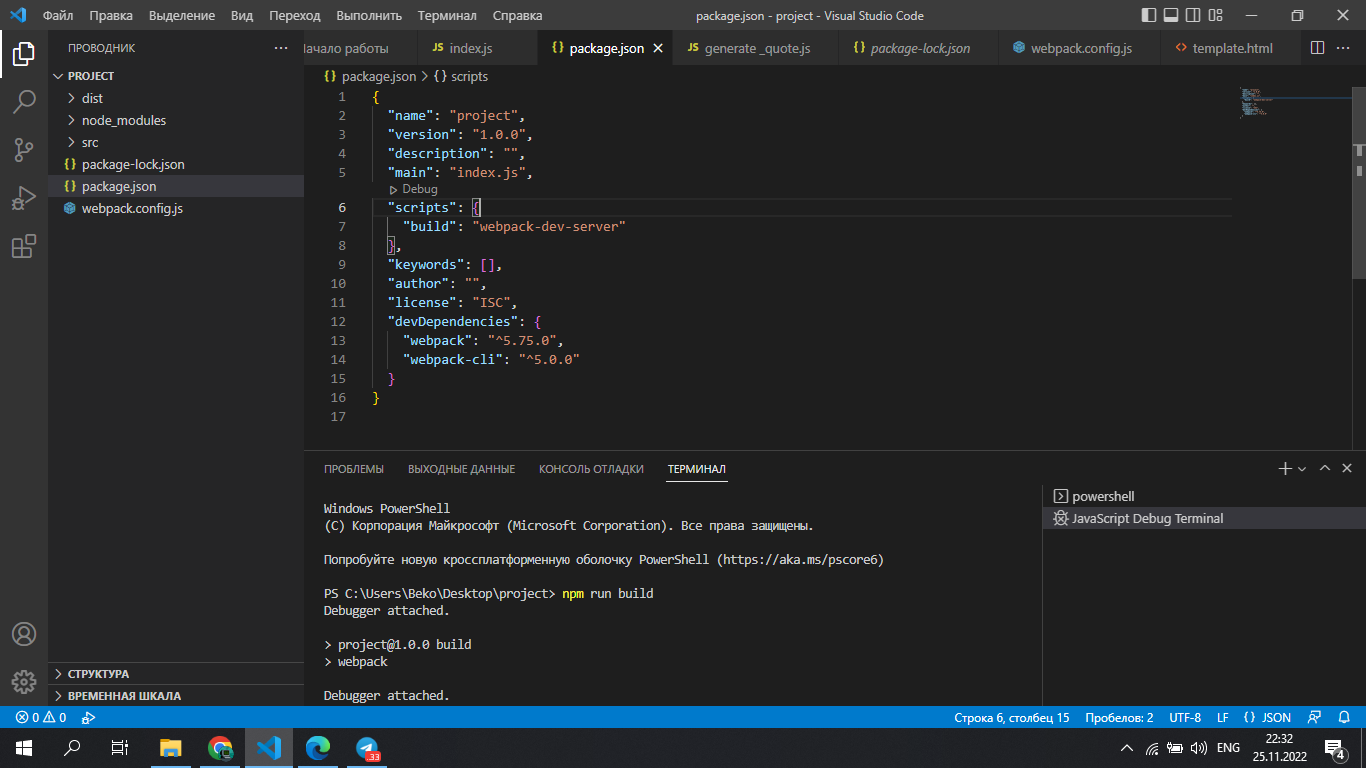 Файл Правка Выделение Вид Переход Выполнить Терминал Справка package.json - project - Visual Studio Code
ПРОВОДНИК
PROJECT
dist
node_modules
src
package-lock.json
package.json
webpack.config.js
СТРУКТУРА
ВРЕМЕННАЯ ШКАЛА
Начало работы index.js package.json generate _quote.js package-lock.json webpack.config.js template.html
package.json > {} scripts
1 {
2 "name": "project",
3 "version": "1.0.0",
4 "description": "",
5 "main": "index.js",
Debug
6 "scripts": {
7 "build": "webpack-dev-server"
8 },
9 "keywords": [],
10 "author": "",
11 "license": "ISC",
12 "devDependencies": {
13 "webpack": "^5.75.0",
14 "webpack-cli": "^5.0.0"
15 }
16 }
17
ПРОБЛЕМЫ ВЫХОДНЫЕ ДАННЫЕ КОНСОЛЬ ОТЛАДКИ ТЕРМИНАЛ
Windows PowerShell
(C) Корпорация Майкрософт (Microsoft Corporation). Все права защищены.
Попробуйте новую кроссплатформенную оболочку PowerShell (https://aka.ms/pscore6)
PS C:\Users\Beko\Desktop\project> npm run build
Debugger attached.
> project@1.0.0 build
> webpack
Debugger attached.
powershell
JavaScript Debug Terminal
0 0 Строка 6, столбец 15 Пробелов: 2 UTF-8 LF {} JSON
33 ENG 22:32
25.11.2022 4